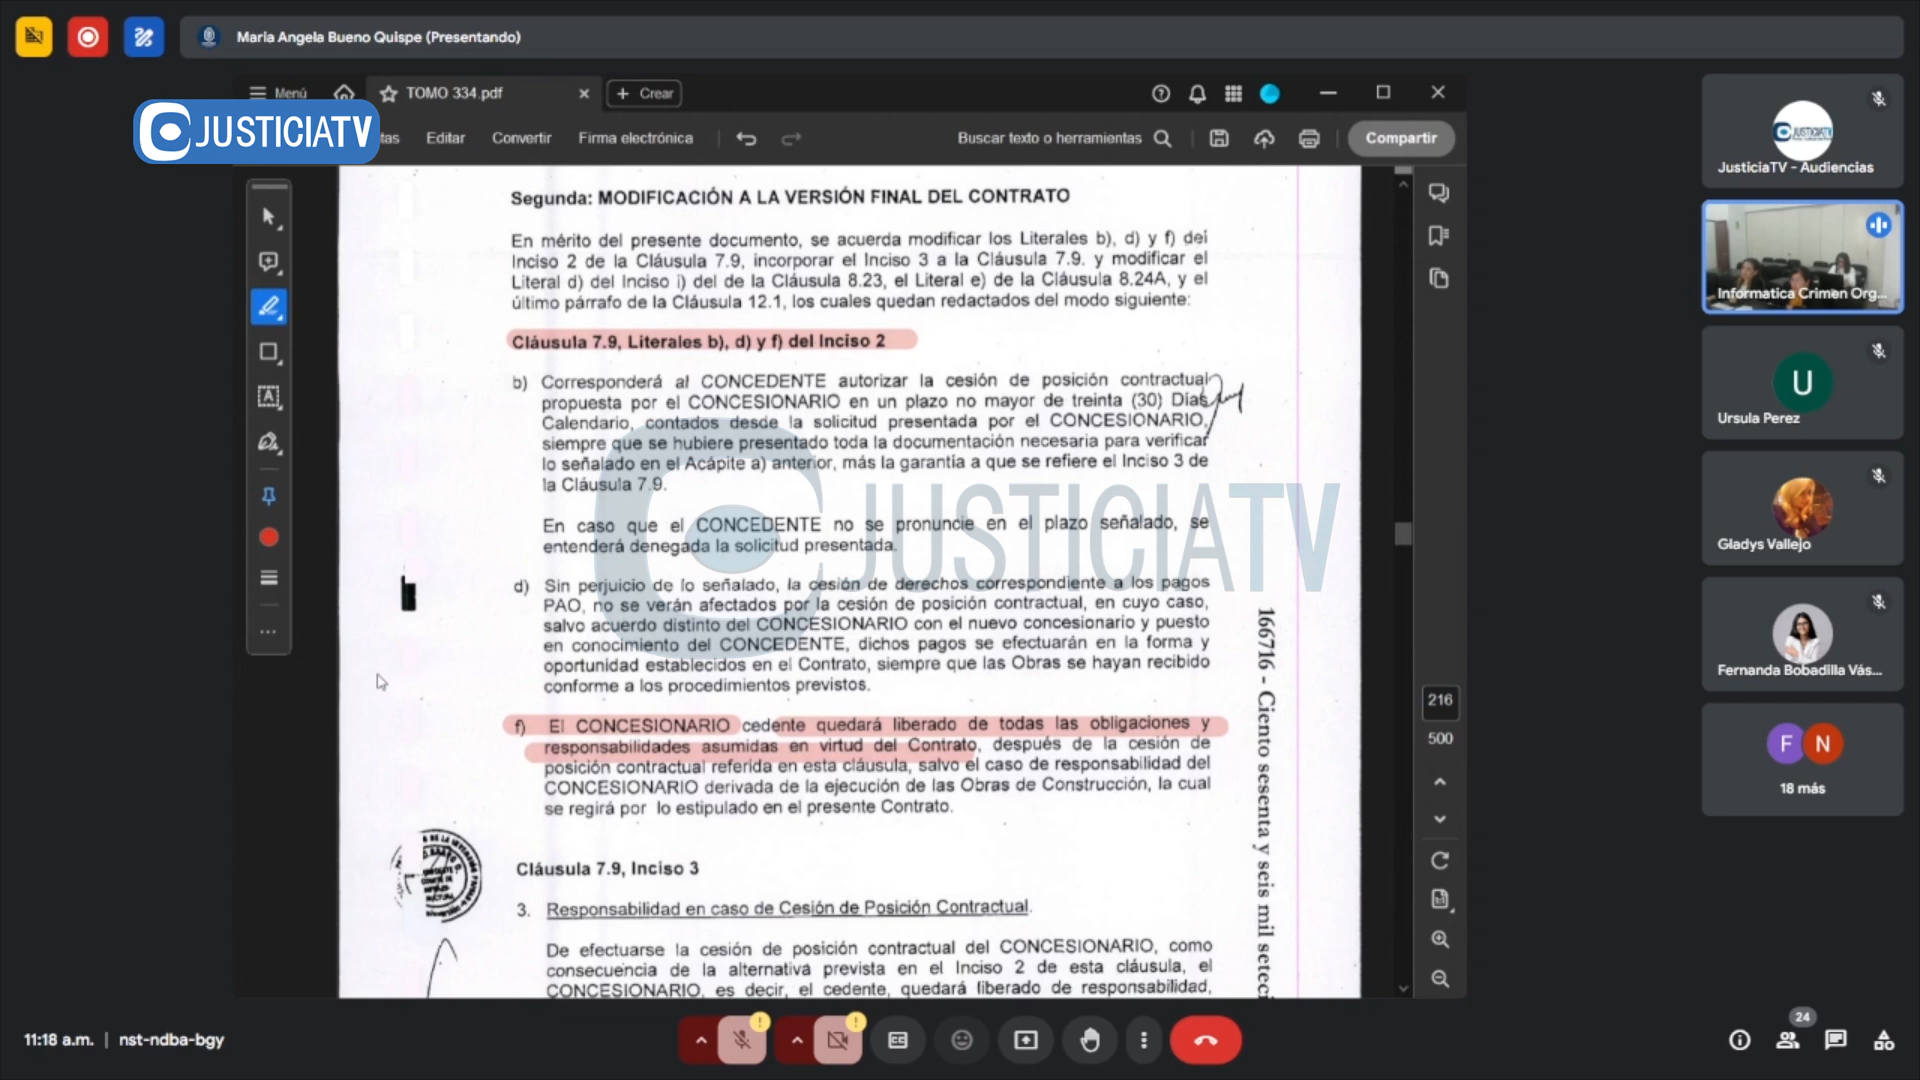 Maria Angela Bueno Quispe (Presentando)
Menú
TOMO 334.pdf
Crear
JUSTICIATV
tas
Editar
Convertir
Firma electrónica
Buscar texto o herramientas
Compartir
Segunda: MODIFICACIÓN A LA VERSIÓN FINAL DEL CONTRATO
En mérito del presente documento, se acuerda modificar los Literales b), d) y f) del
Inciso 2 de la Cláusula 7.9, incorporar el Inciso 3 a la Cláusula 7.9. y modificar el
Literal d) del Inciso i) del de la Cláusula 8.23, el Literal e) de la Cláusula 8.24A, y el
último párrafo de la Cláusula 12.1, los cuales quedan redactados del modo siguiente:
Cláusula 7.9, Literales b), d) y f) del Inciso 2
b) Corresponderá al CONCEDENTE autorizar la cesión de posición contractual
propuesta por el CONCESIONARIO en un plazo no mayor de treinta (30) Días
Calendario, contados desde la solicitud presentada por el CONCESIONARIO,
siempre que se hubiere presentado toda la documentación necesaria para verificar
lo señalado en el Acápite a) anterior, más la garantía a que se refiere el Inciso 3 de
la Cláusula 7.9.
En caso que el CONCEDENTE no se pronuncie en el plazo señalado, se
entenderá denegada la solicitud presentada.
d) Sin perjuicio de lo señalado, la cesión de derechos correspondiente a los pagos
PAO, no se verán afectados por la cesión de posición contractual, en cuyo caso,
salvo acuerdo distinto del CONCESIONARIO con el nuevo concesionario y puesto
en conocimiento del CONCEDENTE, dichos pagos se efectuarán en la forma y
oportunidad establecidos en el Contrato, siempre que las Obras se hayan recibido
conforme a los procedimientos previstos.
f) El CONCESIONARIO cedente quedará liberado de todas las obligaciones y
responsabilidades asumidas en virtud del Contrato, después de la cesión de
posición contractual referida en esta cláusula, salvo el caso de responsabilidad del
CONCESIONARIO derivada de la ejecución de las Obras de Construcción, la cual
se regirá por lo estipulado en el presente Contrato.
Cláusula 7.9, Inciso 3
3. Responsabilidad en caso de Cesión de Posición Contractual.
De efectuarse la cesión de posición contractual del CONCESIONARIO, como
consecuencia de la alternativa prevista en el Inciso 2 de esta cláusula, el
CONCESIONARIO, es decir, el cedente, quedará liberado de responsabilidad,
166716 - Ciento sesenta y seis mil seteci
JUSTICIATV
216
500
JUSTICIATV
JusticiaTV - Audiencias
Informatica Crimen Org...
U
Ursula Perez
Gladys Vallejo
Fernanda Bobadilla Vás...
F
N
18 más
11:18 a.m. | nst-ndba-bgy
24